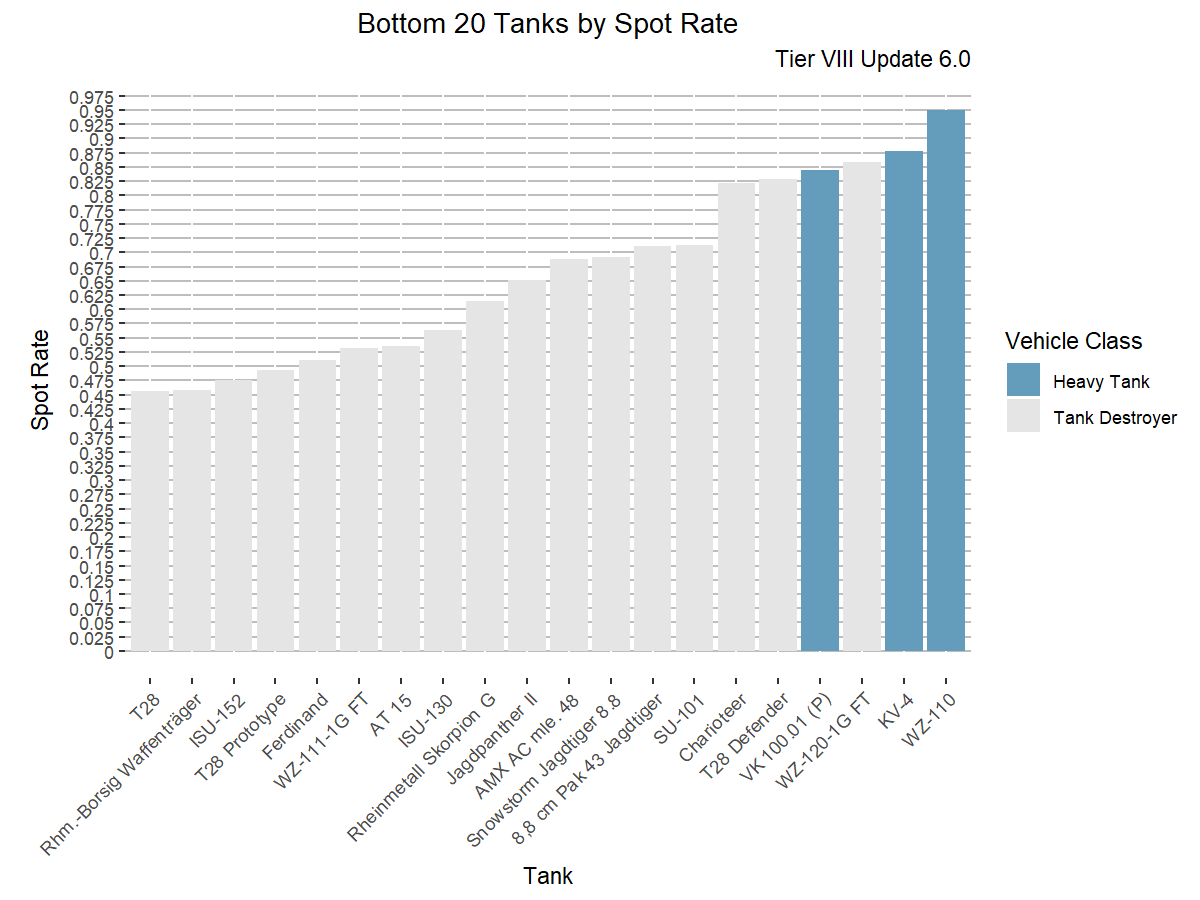 Bottom 20 Tanks by Spot Rate
Tier VIII Update 6.0
0.975
0.95
0.925
0.9
0.875
0.85
0.825
0.8
0.775
0.75
0.725
0.7
0.675
0.65
0.625
0.6
0.575
0.55
0.525
0.5
0.475
0.45
0.425
0.4
0.375
0.35
0.325
0.3
0.275
0.25
0.225
0.2
0.175
0.15
0.125
0.1
0.075
0.05
0.025
0
Spot Rate
T28
Rhm.-Borsig Waffenträger
ISU-152
T28 Prototype
Ferdinand
WZ-111-1G FT
AT 15
ISU-130
Rheinmetall Skorpion G
Jagdpanther II
AMX AC mle. 48
Snowstorm Jagdtiger 8.8
8,8 cm Pak 43 Jagdtiger
SU-101
Charioteer
T28 Defender
VK 100.01 (P)
WZ-120-1G FT
KV-4
WZ-110
Tank
Vehicle Class
Heavy Tank
Tank Destroyer